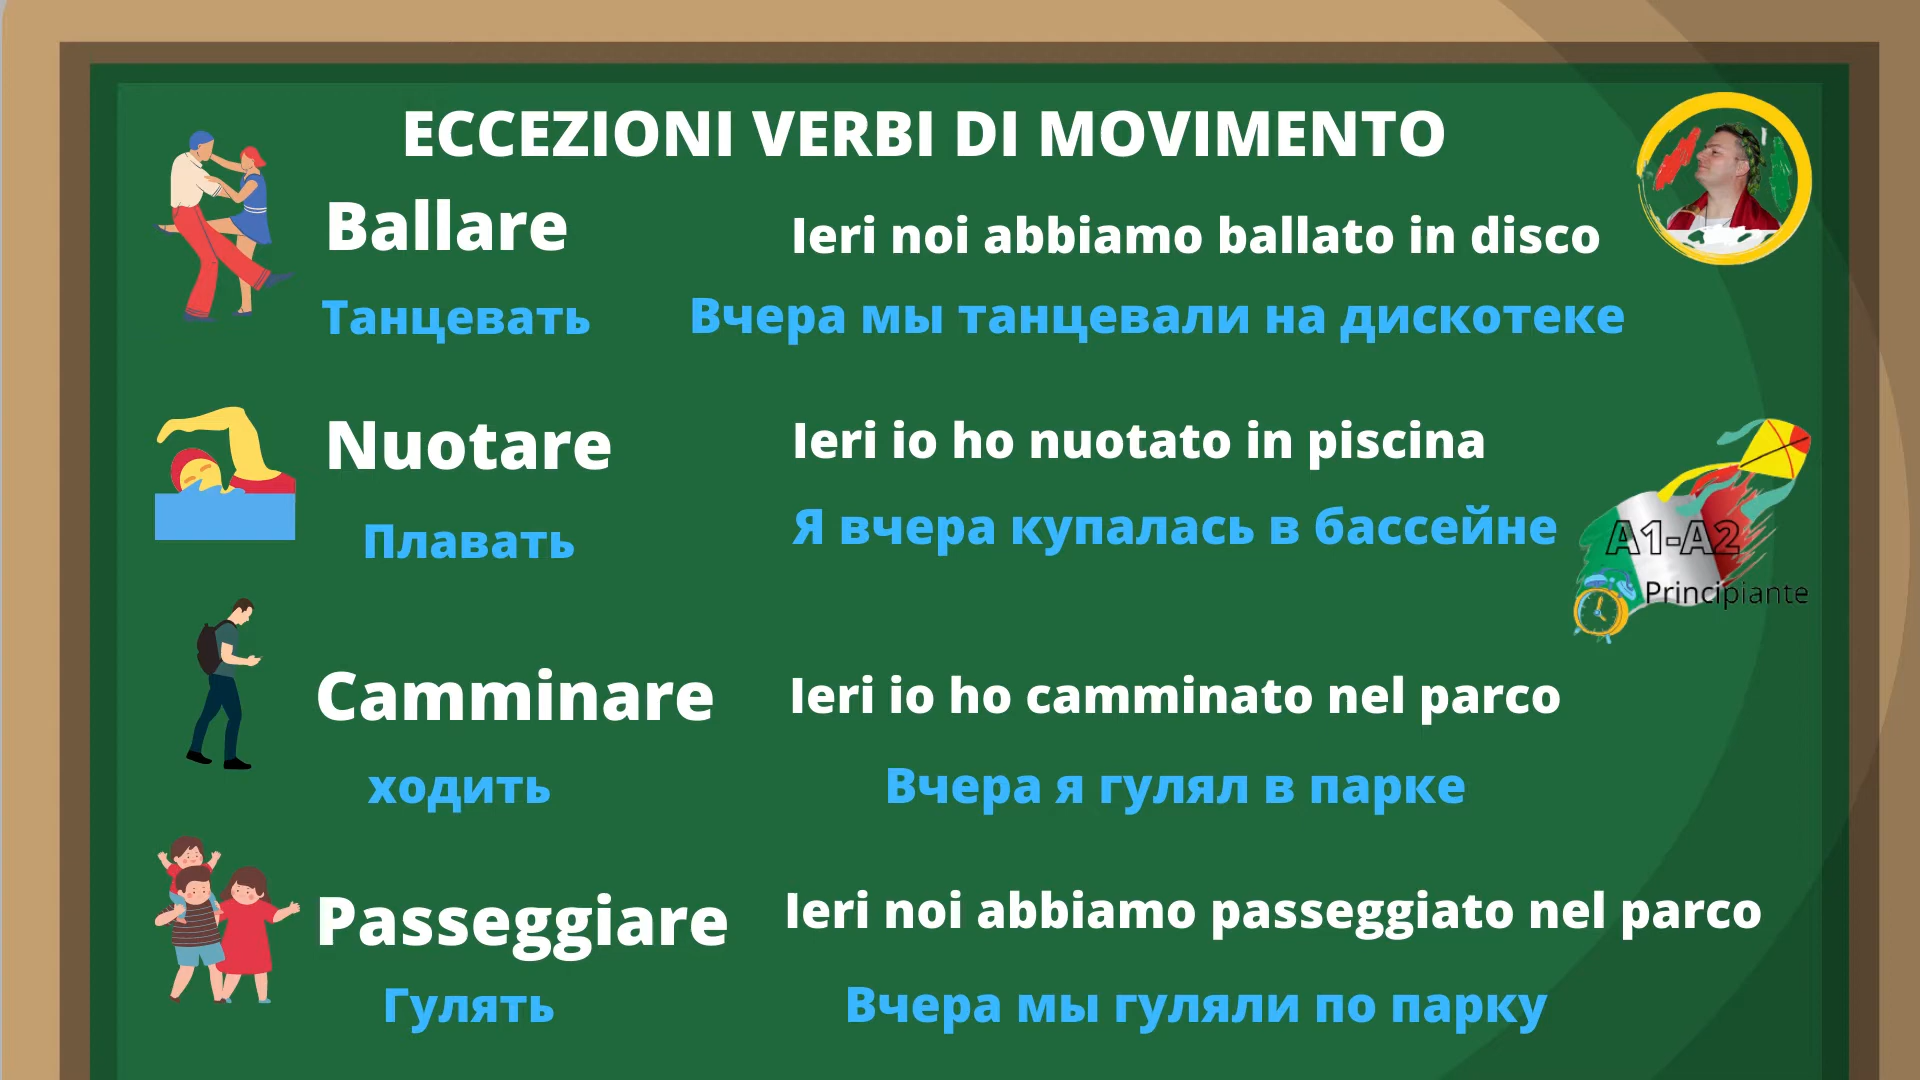 ECCEZIONI VERBI DI MOVIMENTO
Ballare
Ieri noi abbiamo ballato in disco
Танцевать
Вчера мы танцевали на дискотеке
Nuotare
Ieri io ho nuotato in piscina
Плавать
Я вчера купалась в бассейне
A1-A2
Principiante
Camminare
Ieri io ho camminato nel parco
ходить
Вчера я гулял в парке
Passeggiare
Ieri noi abbiamo passeggiato nel parco
Гулять
Вчера мы гуляли по парку